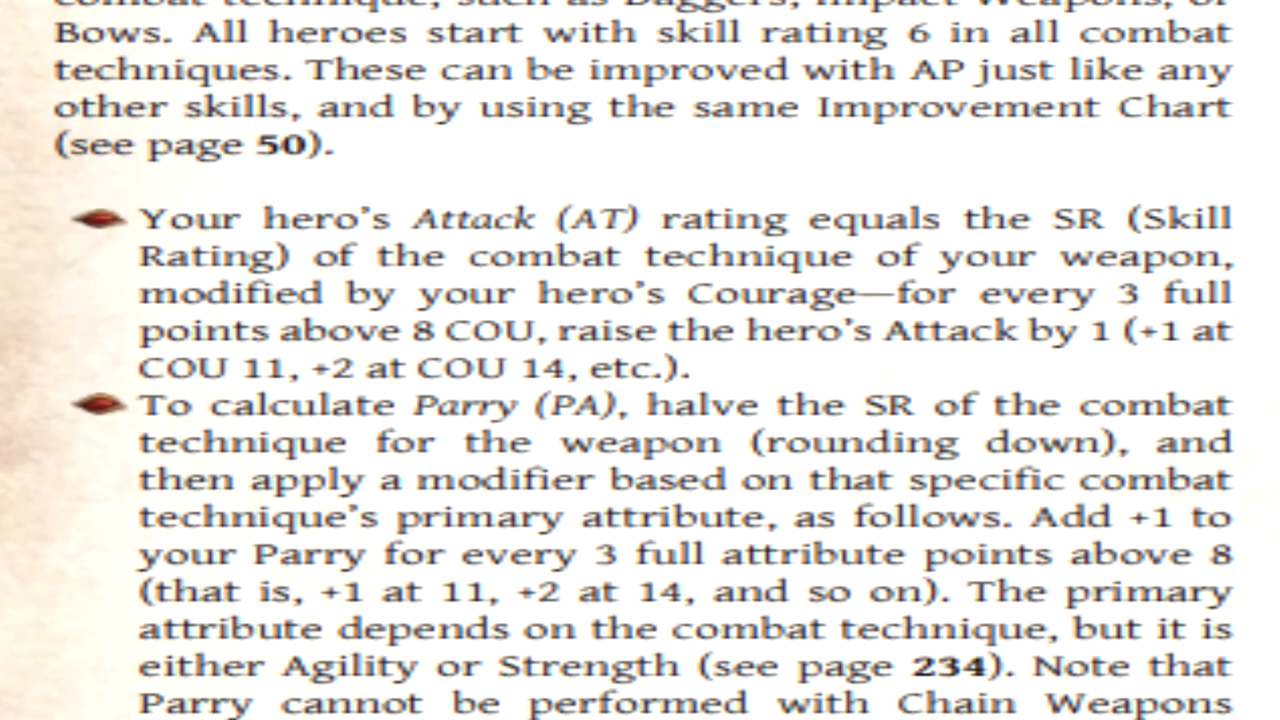 combat technique, such as Daggers, Impact Weapons, or
Bows. All heroes start with skill rating 6 in all combat
techniques. These can be improved with AP just like any
other skills, and by using the same Improvement Chart
(see page 50).
Your hero’s Attack (AT) rating equals the SR (Skill
Rating) of the combat technique of your weapon,
modified by your hero’s Courage—for every 3 full
points above 8 COU, raise the hero’s Attack by 1 (+1 at
COU 11, +2 at COU 14, etc.).
To calculate Parry (PA), halve the SR of the combat
technique for the weapon (rounding down), and
then apply a modifier based on that specific combat
technique’s primary attribute, as follows. Add +1 to
your Parry for every 3 full attribute points above 8
(that is, +1 at 11, +2 at 14, and so on). The primary
attribute depends on the combat technique, but it is
either Agility or Strength (see page 234). Note that
Parry cannot be performed with Chain Weapons